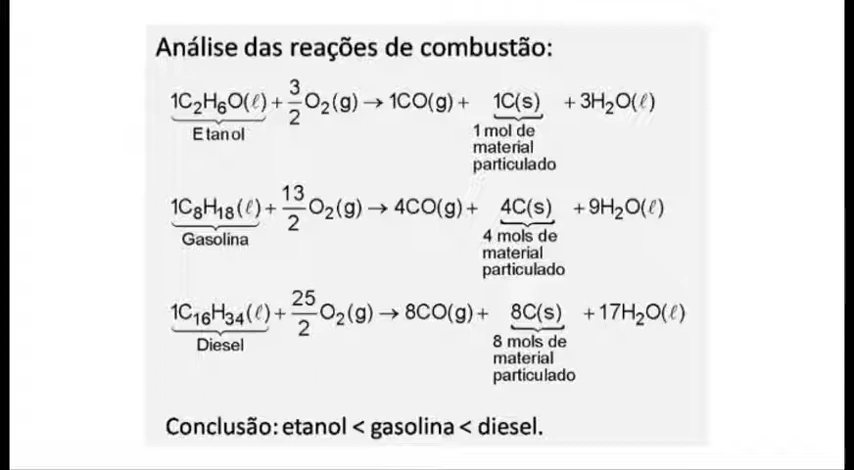 Análise das reações de combustão:
1C₂H₆O(ℓ) + 3/2 O₂(g) → 1CO(g) + 1C(s) + 3H₂O(ℓ)
Etanol
1 mol de
material
particulado
1C₈H₁₈(ℓ) + 13/2 O₂(g) → 4CO(g) + 4C(s) + 9H₂O(ℓ)
Gasolina
4 mols de
material
particulado
1C₁₆H₃₄(ℓ) + 25/2 O₂(g) → 8CO(g) + 8C(s) + 17H₂O(ℓ)
Diesel
8 mols de
material
particulado
Conclusão: etanol < gasolina < diesel.